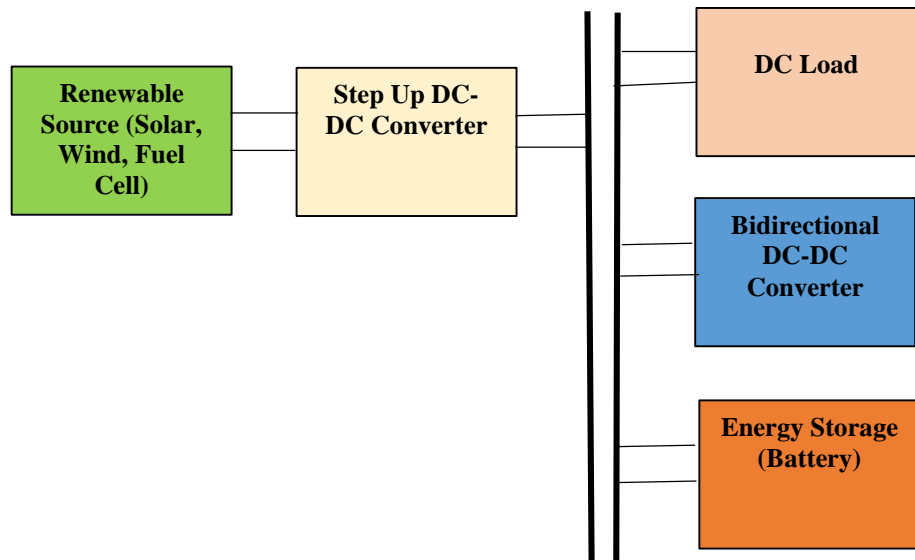 Renewable
Source (Solar,
Wind, Fuel
Cell)
Step Up DC-
DC Converter
DC Load
Bidirectional
DC-DC
Converter
Energy Storage
(Battery)